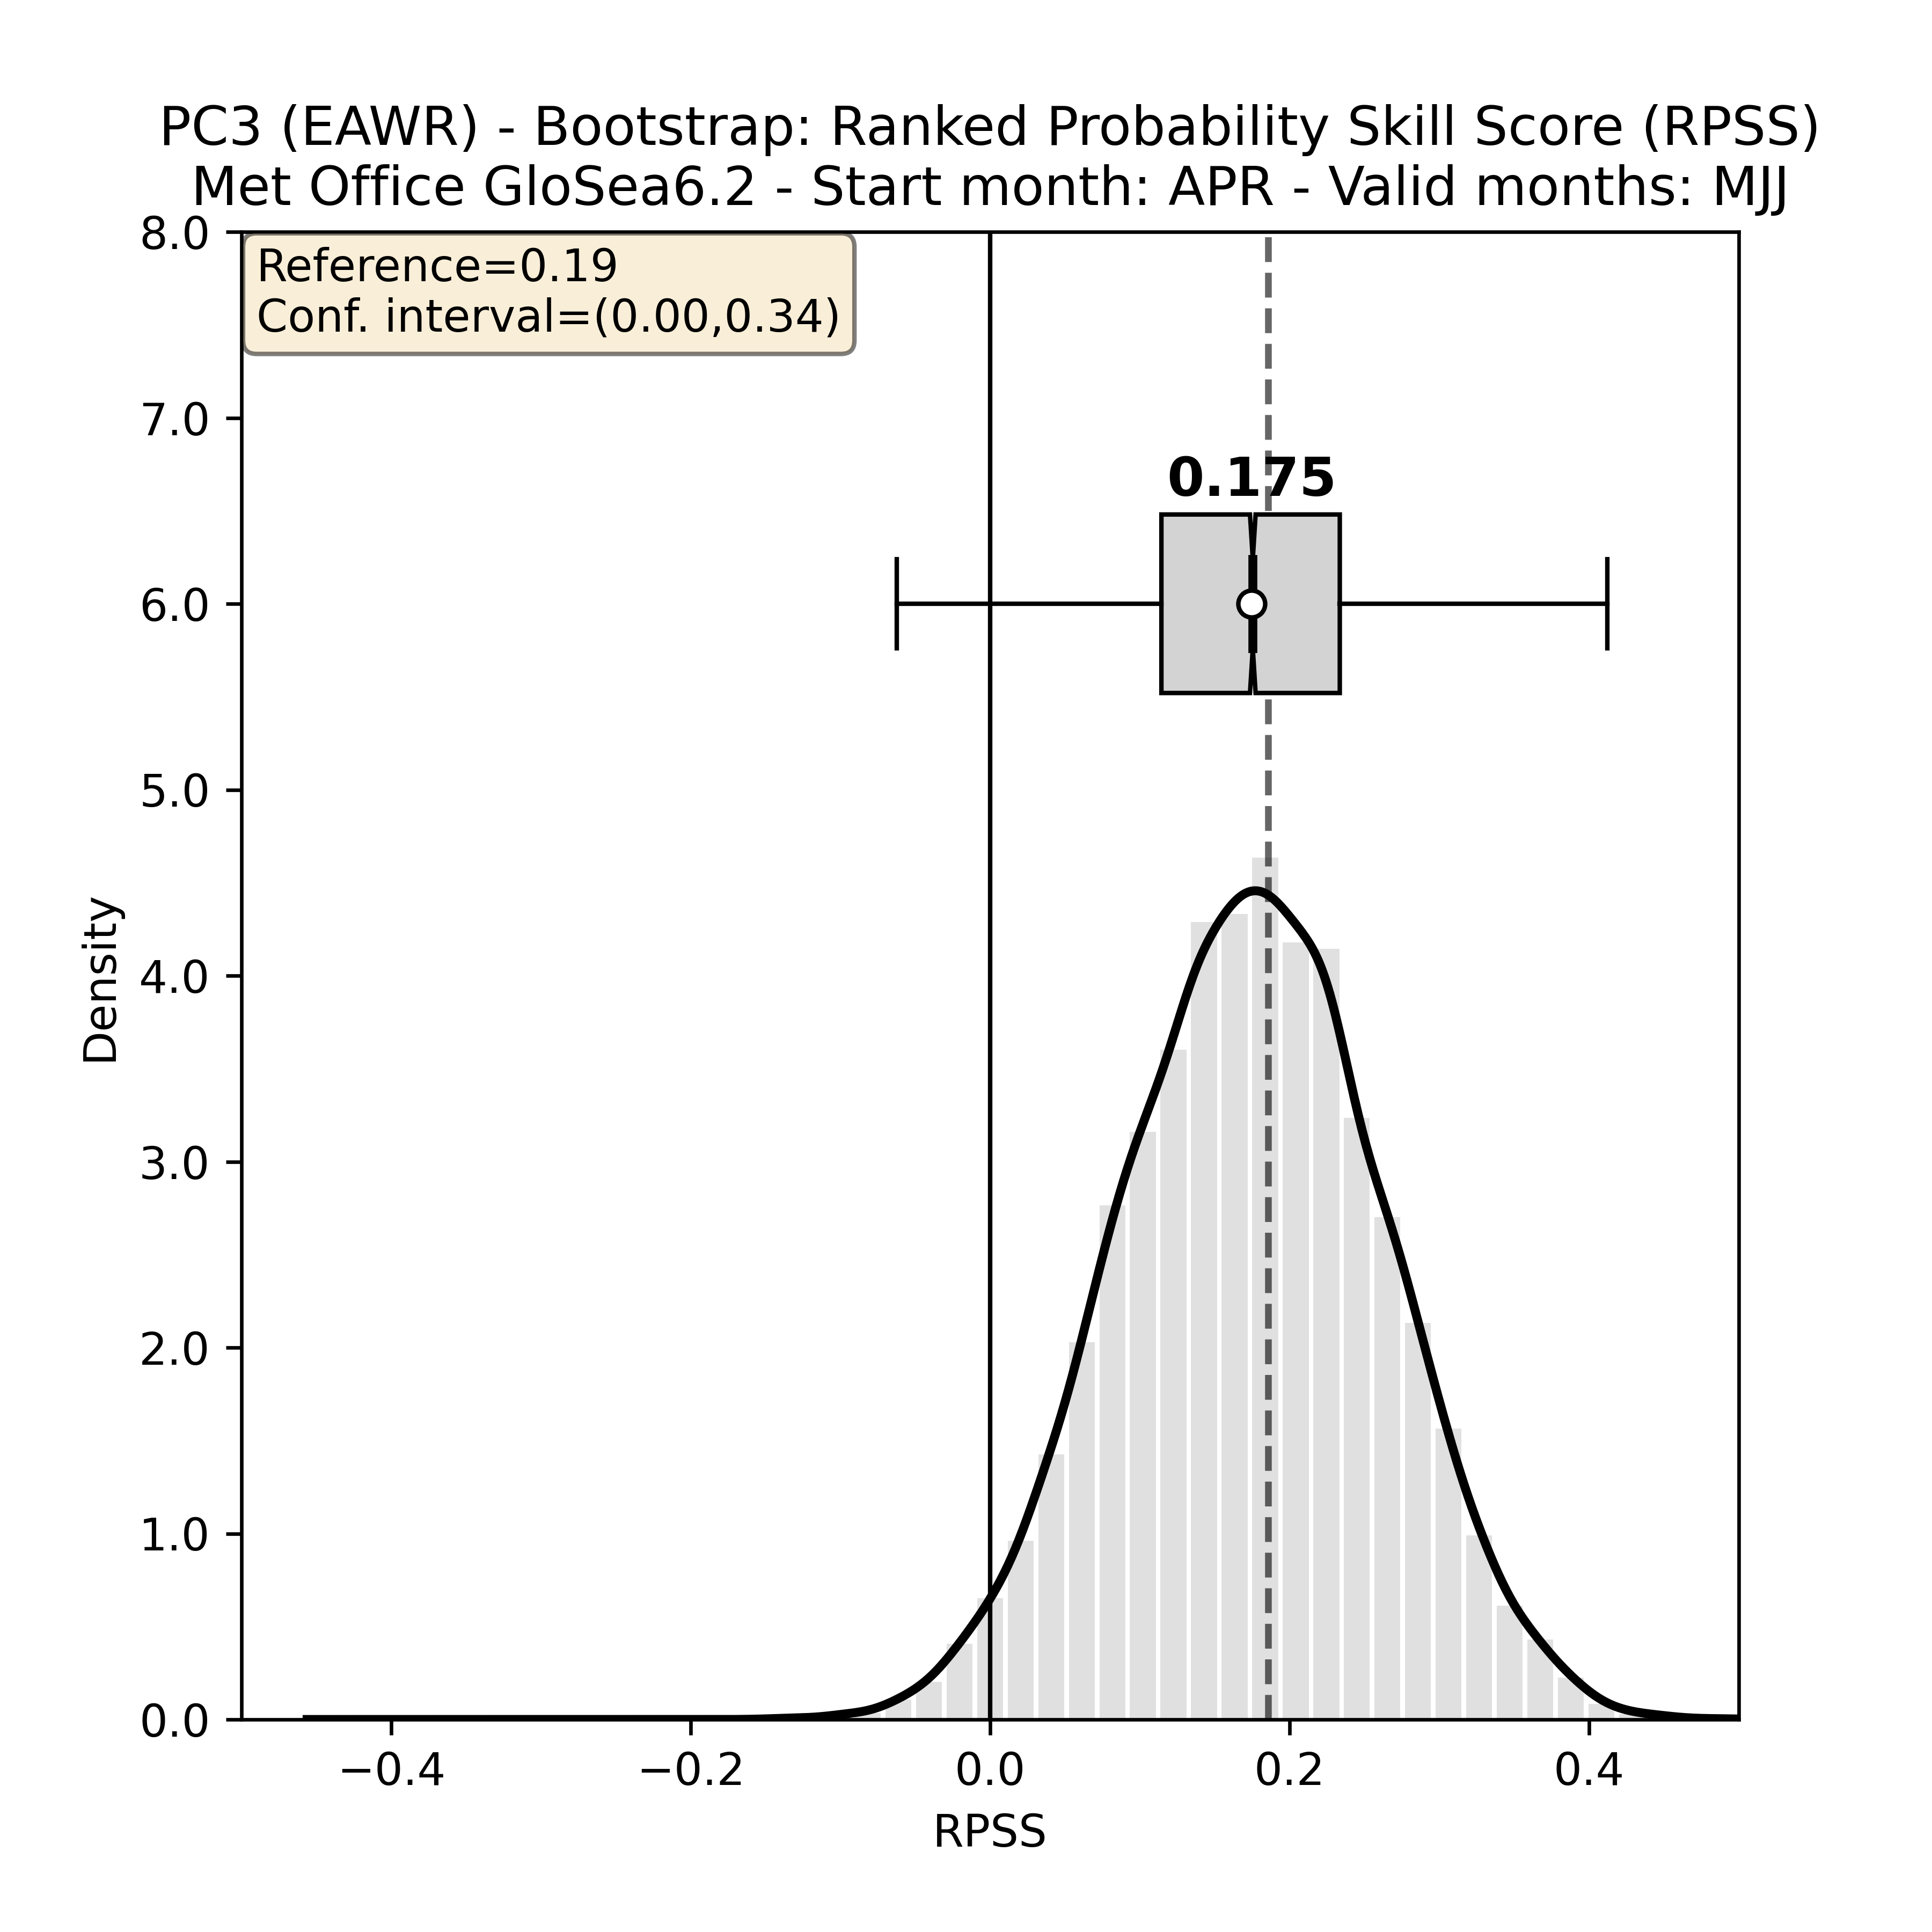 PC3 (EAWR) - Bootstrap: Ranked Probability Skill Score (RPSS)
Met Office GloSea6.2 - Start month: APR - Valid months: MJJ
Reference=0.19
Conf. interval=(0.00,0.34)
0.175
8.0
7.0
6.0
5.0
4.0
3.0
2.0
1.0
0.0
Density
−0.4
−0.2
0.0
0.2
0.4
RPSS